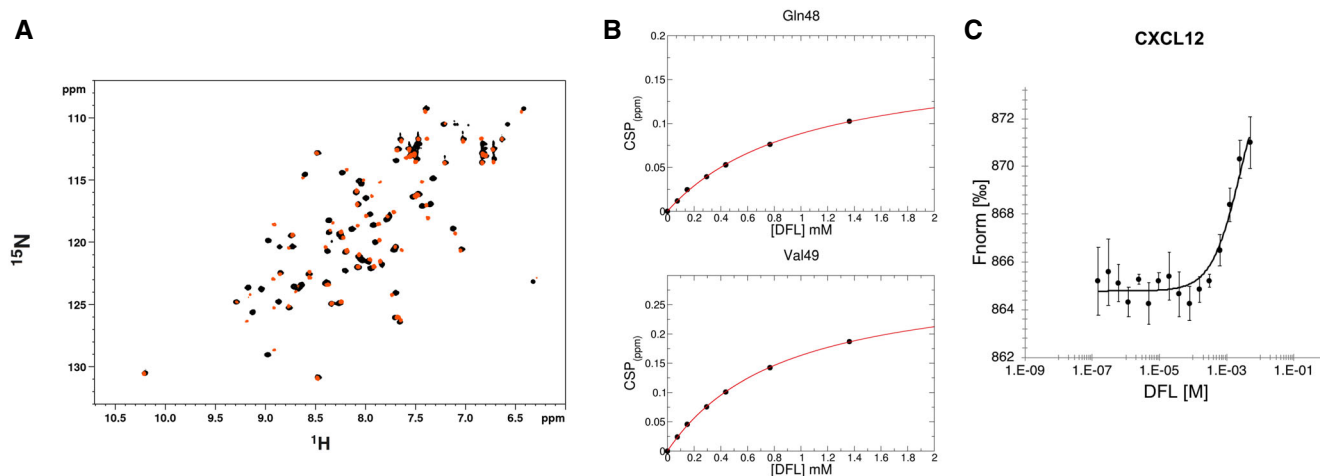 A
ppm
110
115
120
125
130
15N
10.5 10.0 9.5 9.0 8.5 8.0 7.5 7.0 6.5 ppm
1H
B
Gln48
0.2
0.15
0.1
0.05
0
CSP(ppm)
0 0.2 0.4 0.6 0.8 1 1.2 1.4 1.6 1.8 2
[DFL] mM
Val49
0.25
0.2
0.15
0.1
0.05
0
CSP(ppm)
0 0.2 0.4 0.6 0.8 1 1.2 1.4 1.6 1.8 2
[DFL] mM
C
CXCL12
872
870
868
866
864
862
Fnorm [‰]
1.E-09 1.E-07 1.E-05 1.E-03 1.E-01
DFL [M]